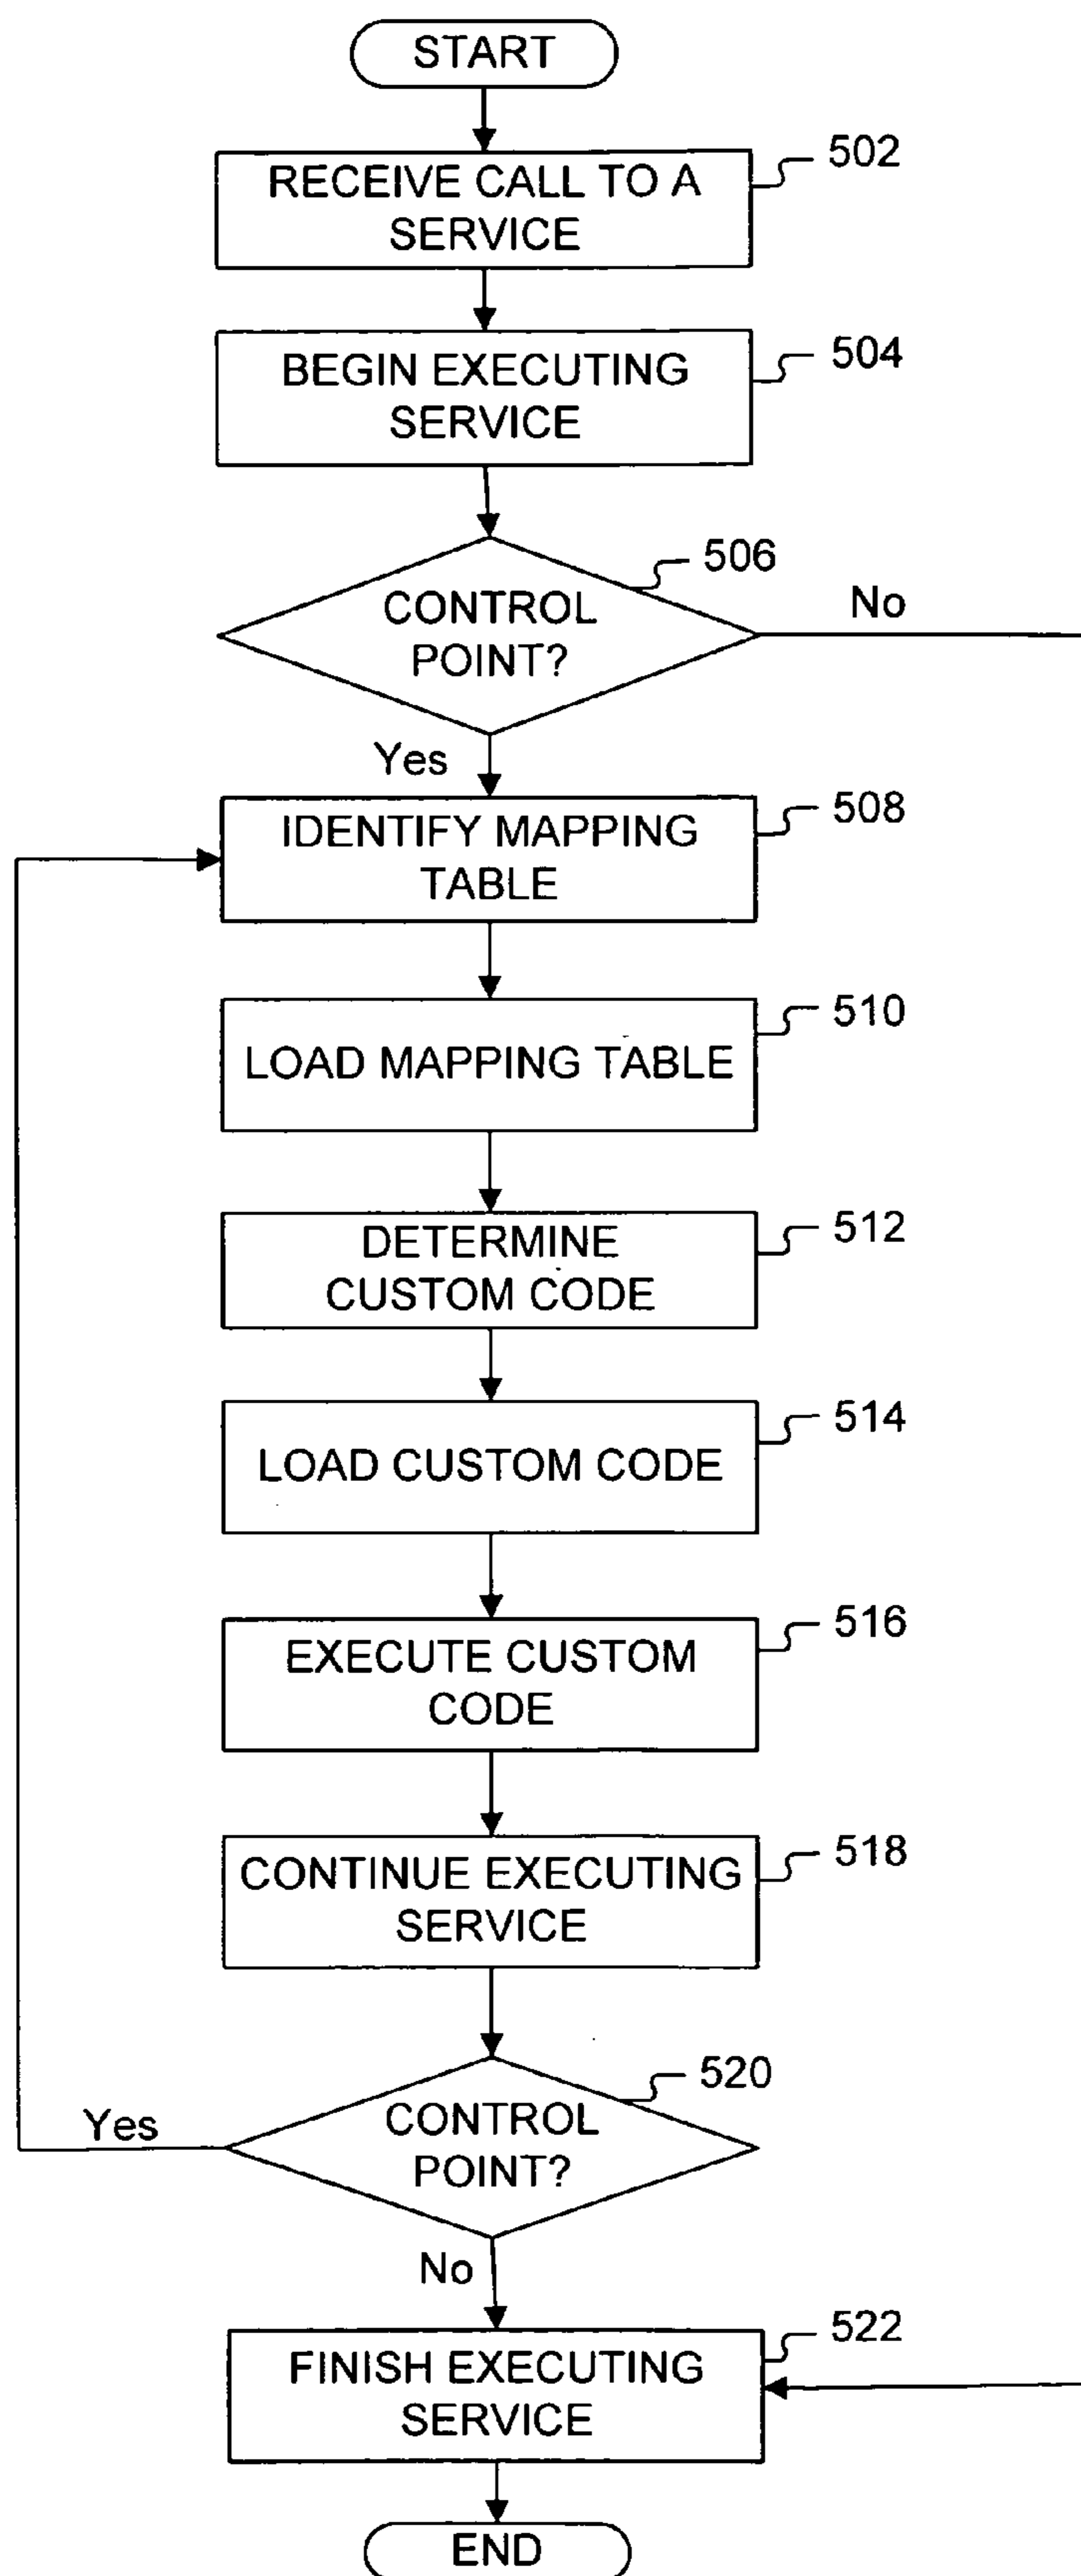 START
RECEIVE CALL TO A
SERVICE
502
BEGIN EXECUTING
SERVICE
504
CONTROL
POINT?
506
No
Yes
IDENTIFY MAPPING
TABLE
508
LOAD MAPPING TABLE
510
DETERMINE
CUSTOM CODE
512
LOAD CUSTOM CODE
514
EXECUTE CUSTOM
CODE
516
CONTINUE EXECUTING
SERVICE
518
CONTROL
POINT?
520
Yes
No
FINISH EXECUTING
SERVICE
522
END